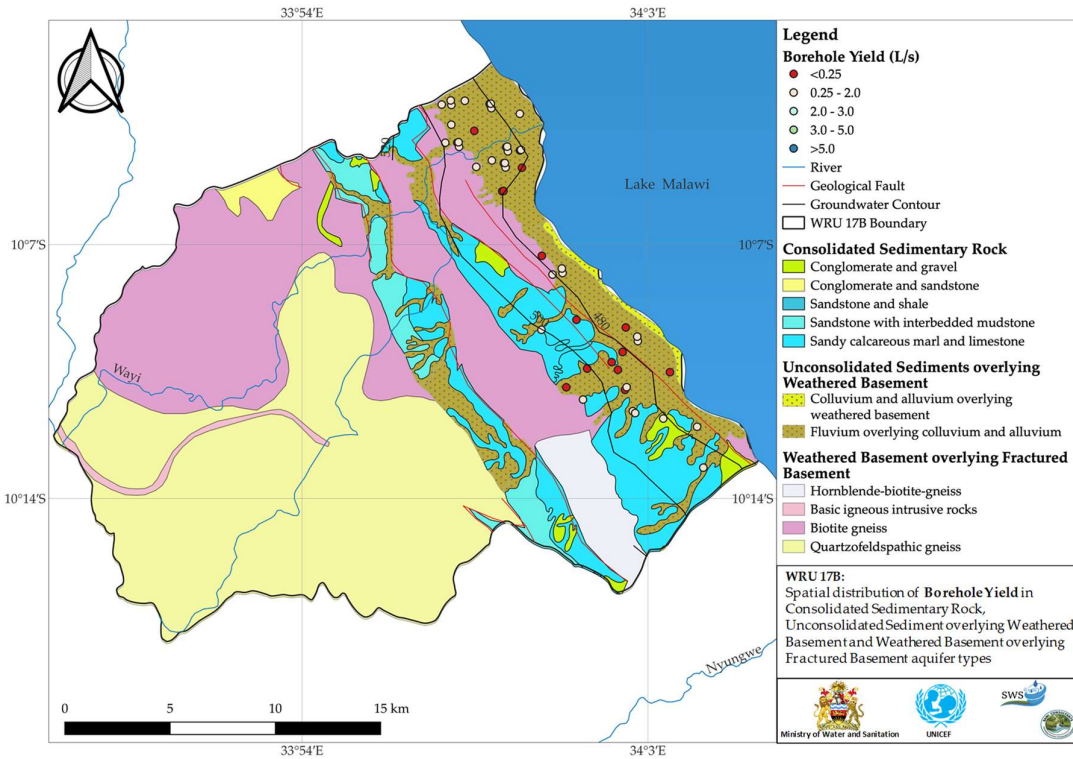 33°54'E
34°3'E
Legend
Borehole Yield (L/s)
<0.25
0.25 - 2.0
2.0 - 3.0
3.0 - 5.0
>5.0
River
Geological Fault
Groundwater Contour
WRU 17B Boundary
Lake Malawi
10°7'S
10°7'S
Consolidated Sedimentary Rock
Conglomerate and gravel
Conglomerate and sandstone
Sandstone and shale
Sandstone with interbedded mudstone
Sandy calcareous marl and limestone
480
Wayi
Unconsolidated Sediments overlying
Weathered Basement
Colluvium and alluvium overlying
weathered basement
Fluvium overlying colluvium and alluvium
Weathered Basement overlying Fractured
Basement
Hornblende-biotite-gneiss
Basic igneous intrusive rocks
Biotite gneiss
Quartzofeldspathic gneiss
10°14'S
10°14'S
WRU 17B:
Spatial distribution of Borehole Yield in
Consolidated Sedimentary Rock,
Unconsolidated Sediment overlying Weathered
Basement and Weathered Basement overlying
Fractured Basement aquifer types
Nyungwe
0 5 10 15 km
Ministry of Water and Sanitation
UNICEF
SWS
33°54'E
34°3'E